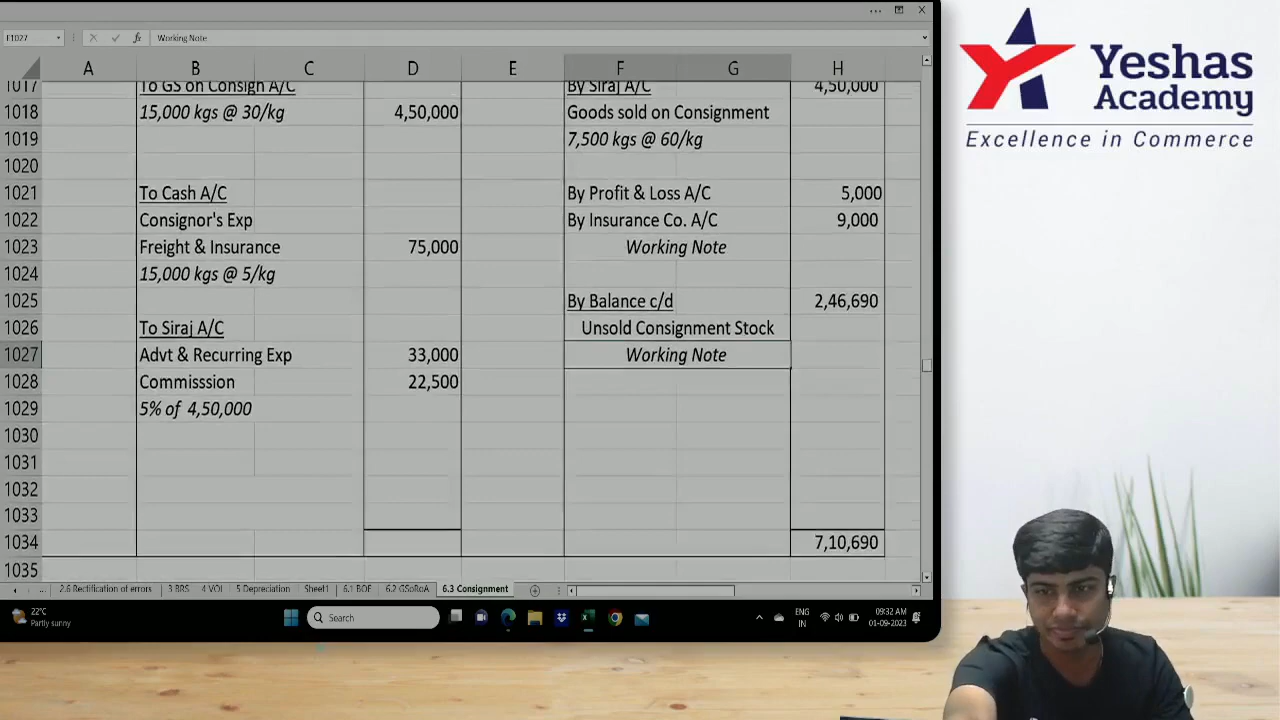 F1027
fx
Working Note
A B C D E F G H
1017 To GS on Consign A/C By Siraj A/C 4,50,000
1018 15,000 kgs @ 30/kg 4,50,000 Goods sold on Consignment
1019 7,500 kgs @ 60/kg
1020
1021 To Cash A/C By Profit & Loss A/C 5,000
1022 Consignor's Exp By Insurance Co. A/C 9,000
1023 Freight & Insurance 75,000 Working Note
1024 15,000 kgs @ 5/kg
1025 By Balance c/d 2,46,690
1026 To Siraj A/C Unsold Consignment Stock
1027 Advt & Recurring Exp 33,000 Working Note
1028 Commisssion 22,500
1029 5% of 4,50,000
1030
1031
1032
1033
1034 7,10,690
1035
... 2.6 Rectification of errors 3 BRS 4 VOI 5 Depreciation Sheet1 6.1 BOE 6.2 GSoRoA 6.3 Consignment
22°C
Partly sunny
Search
ENG
IN
09:32 AM
01-09-2023
Yeshas
Academy
Excellence in Commerce